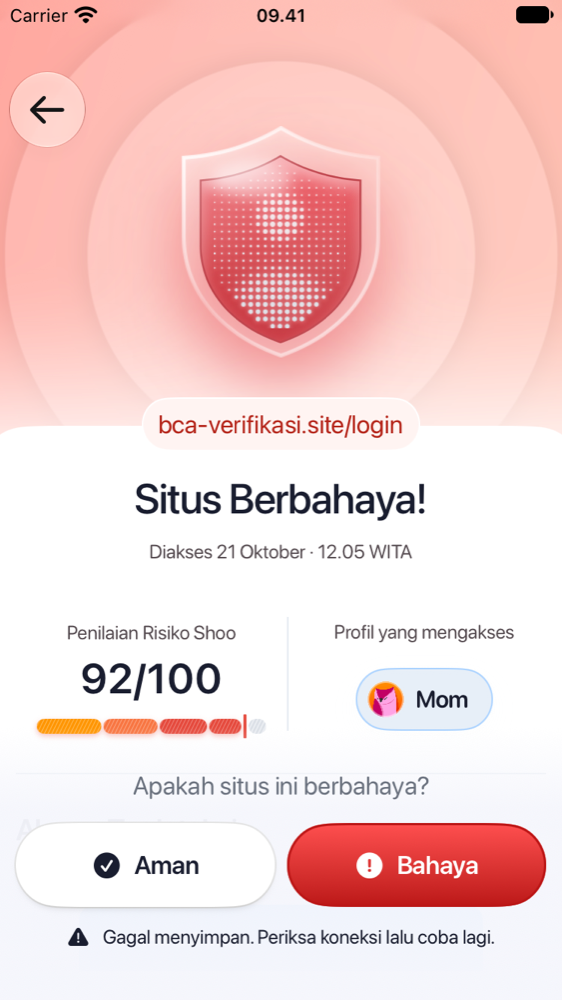 Carrier
09.41
bca-verifikasi.site/login
Situs Berbahaya!
Diakses 21 Oktober · 12.05 WITA
Penilaian Risiko Shoo
92/100
Profil yang mengakses
Mom
Apakah situs ini berbahaya?
Aman
Bahaya
Gagal menyimpan. Periksa koneksi lalu coba lagi.